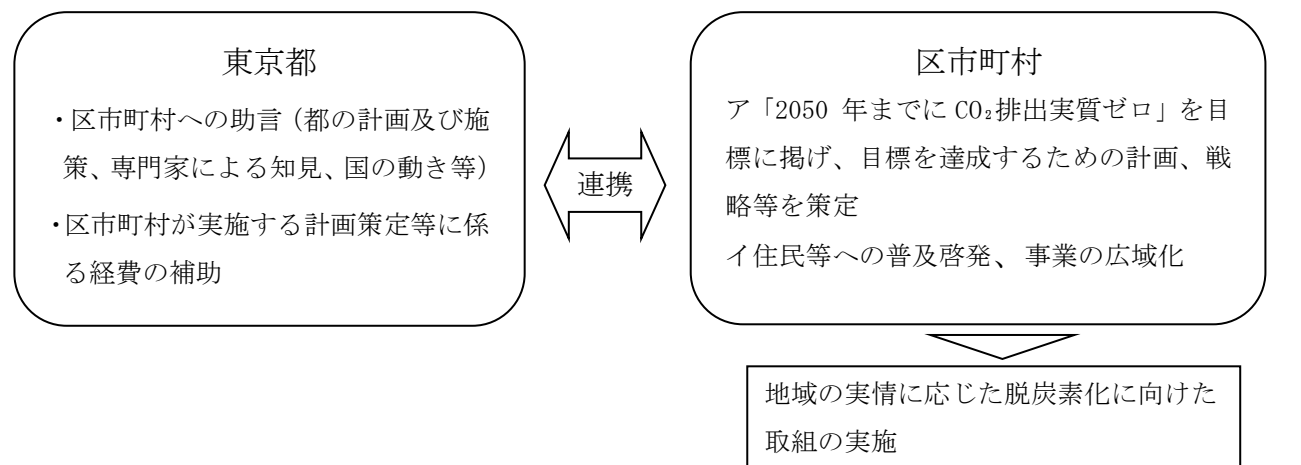 東京都
・区市町村への助言（都の計画及び施
策、専門家による知見、国の動き等）
・区市町村が実施する計画策定等に係
る経費の補助
連携
区市町村
ア「2050 年までに CO₂排出実質ゼロ」を目
標に掲げ、目標を達成するための計画、戦
略等を策定
イ住民等への普及啓発、事業の広域化
地域の実情に応じた脱炭素化に向けた
取組の実施